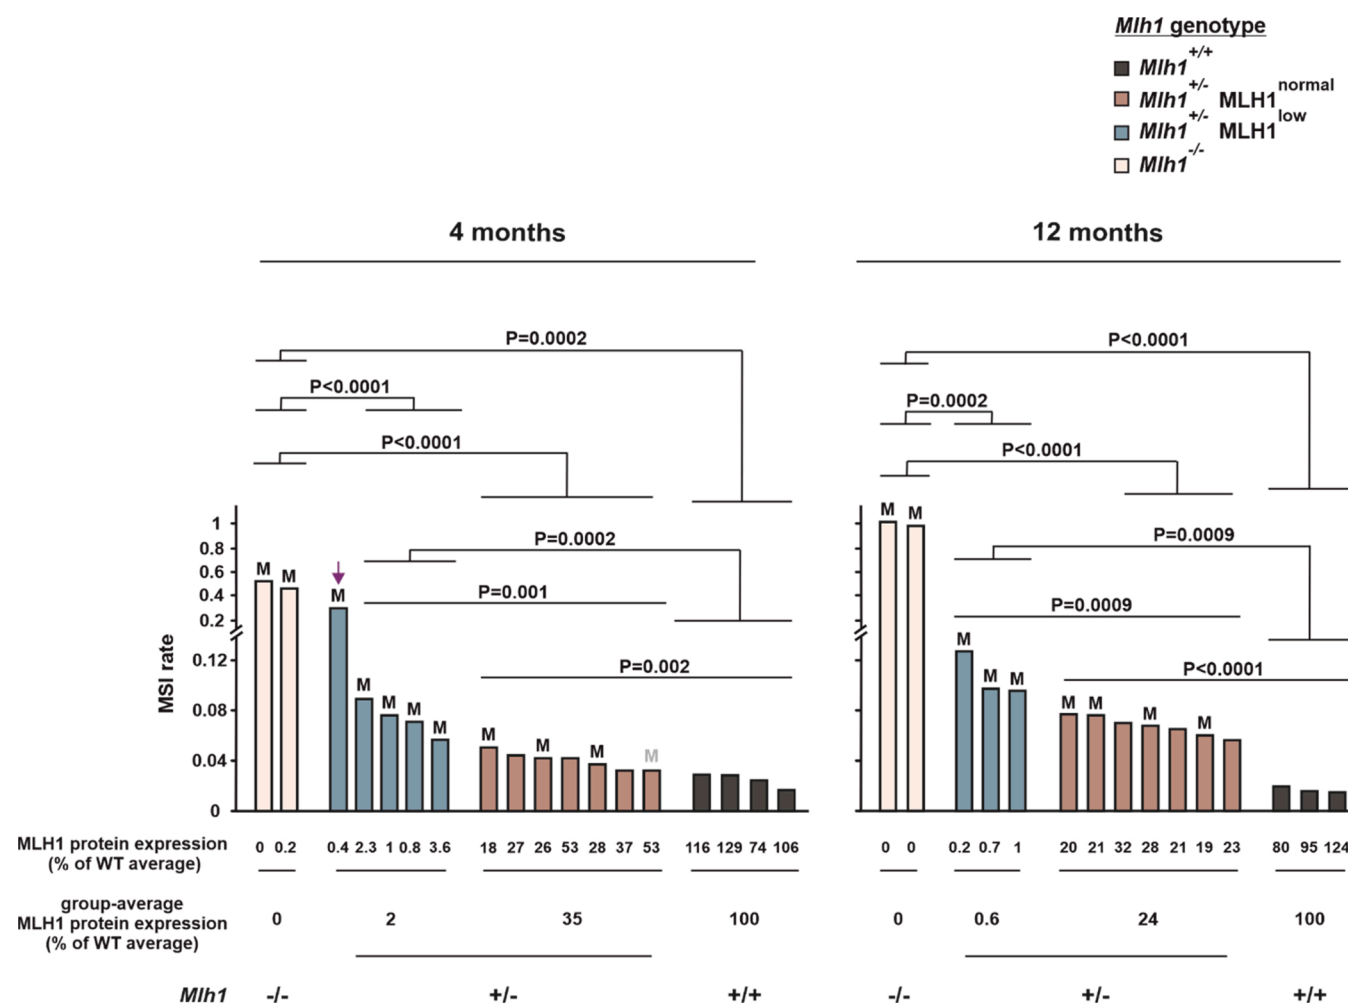 Mlh1 genotype
Mlh1+/+
Mlh1+/- MLH1normal
Mlh1+/- MLH1low
Mlh1-/-
4 months
12 months
P=0.0002
P<0.0001
P<0.0001
P=0.0002
P=0.001
P=0.002
P<0.0001
P=0.0002
P<0.0001
P=0.0009
P=0.0009
P<0.0001
MSI rate
1
0.8
0.6
0.4
0.2
0.12
0.08
0.04
0
M M M M M M M M M M M
M M M M M M M M M
MLH1 protein expression
(% of WT average)
0 0.2 0.4 2.3 1 0.8 3.6 18 27 26 53 28 37 53 116 129 74 106
0 0 0.2 0.7 1 20 21 32 28 21 19 23 80 95 124
group-average
MLH1 protein expression
(% of WT average)
0 2 35 100 0 0.6 24 100
Mlh1 -/- +/- +/+ -/- +/- +/+